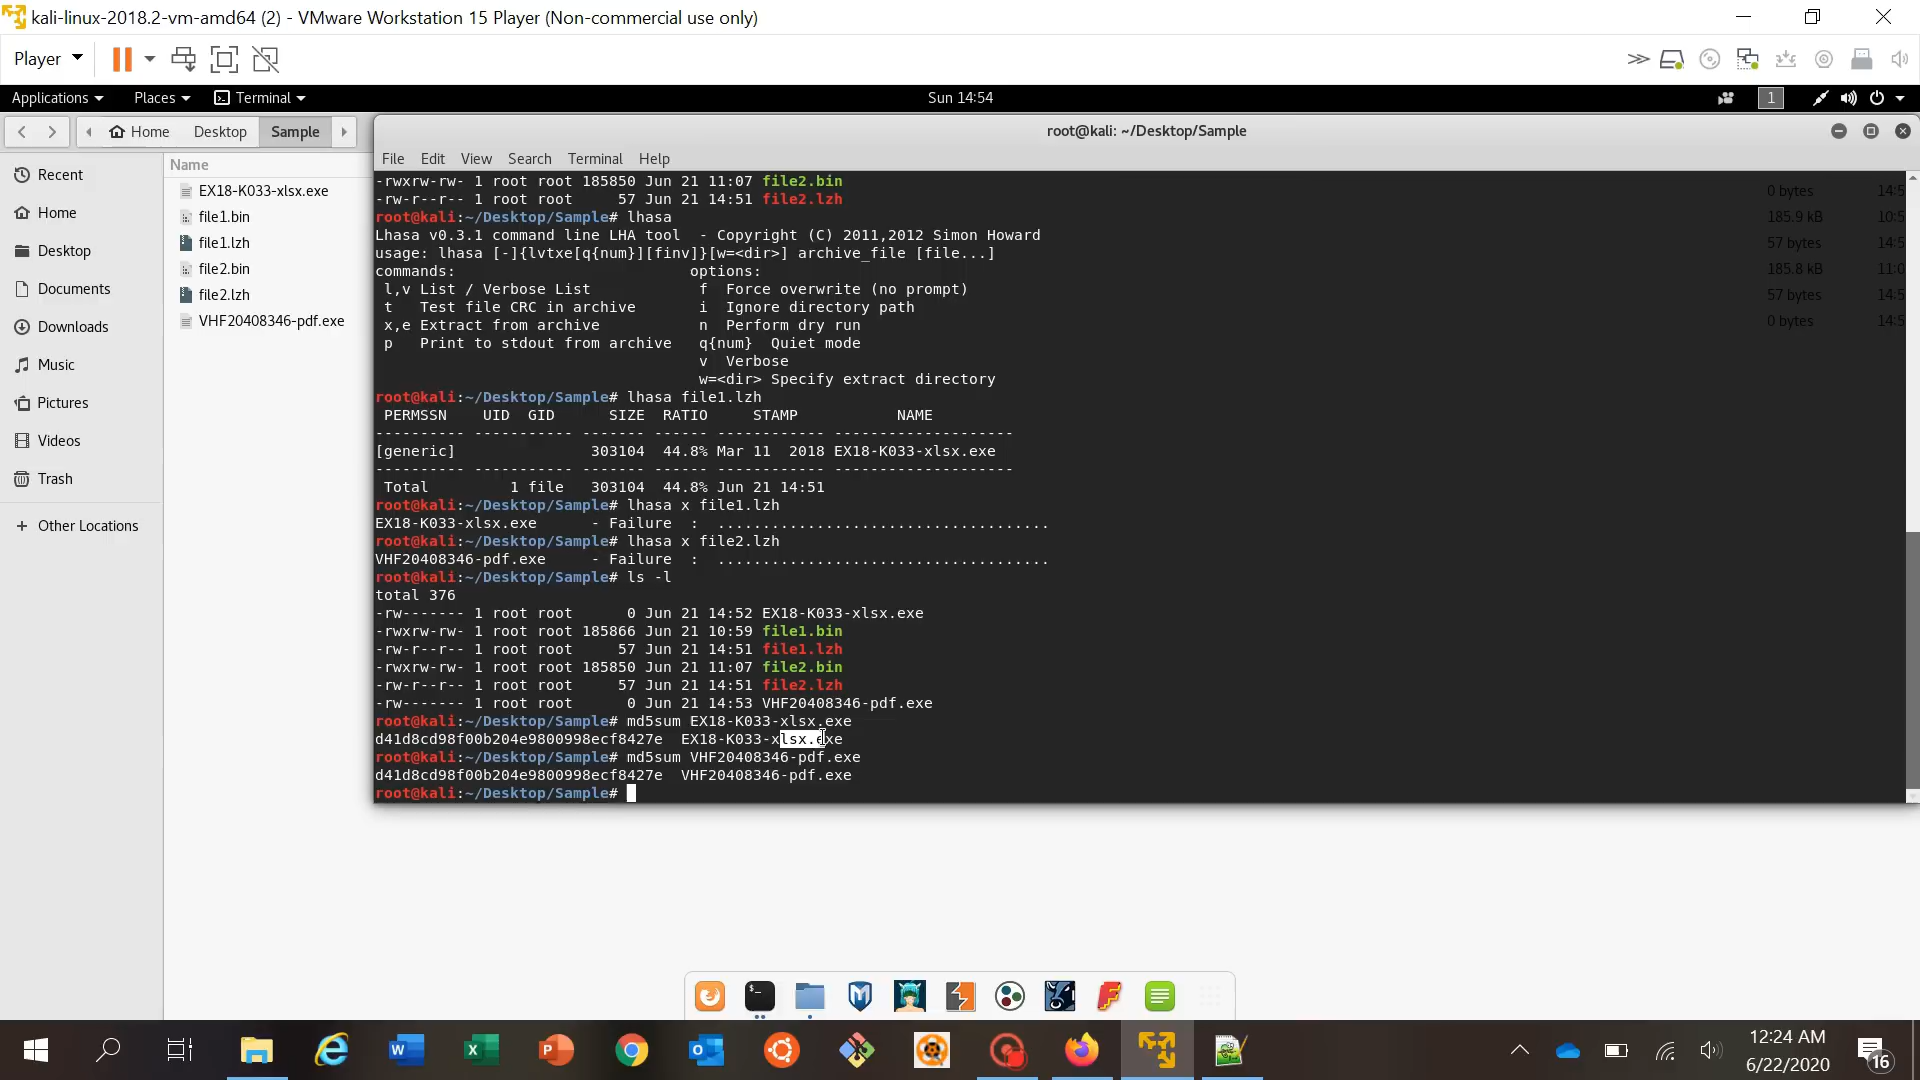 kali-linux-2018.2-vm-amd64 (2) - VMware Workstation 15 Player (Non-commercial use only)
Player
Applications Places Terminal Sun 14:54 1
Home Desktop Sample
root@kali: ~/Desktop/Sample
File Edit View Search Terminal Help
Recent
Home
Desktop
Documents
Downloads
Music
Pictures
Videos
Trash
+ Other Locations
Name
EX18-K033-xlsx.exe 0 bytes 14:5
file1.bin 185.9 kB 10:5
file1.lzh 57 bytes 14:5
file2.bin 185.8 kB 11:0
file2.lzh 57 bytes 14:5
VHF20408346-pdf.exe 0 bytes 14:5
-rwxrw-rw- 1 root root 185850 Jun 21 11:07 file2.bin
-rw-r--r-- 1 root root     57 Jun 21 14:51 file2.lzh
root@kali:~/Desktop/Sample# lhasa
Lhasa v0.3.1 command line LHA tool  - Copyright (C) 2011,2012 Simon Howard
usage: lhasa [-]{lvtxe[q{num}][finv]}[w=<dir>] archive_file [file...]
commands:                          options:
 l,v List / Verbose List            f  Force overwrite (no prompt)
 t   Test file CRC in archive       i  Ignore directory path
 x,e Extract from archive           n  Perform dry run
 p   Print to stdout from archive   q{num}  Quiet mode
                                    v  Verbose
                                    w=<dir> Specify extract directory
root@kali:~/Desktop/Sample# lhasa file1.lzh
 PERMSSN    UID  GID      SIZE  RATIO     STAMP           NAME
---------- ----------- ------- ------ ------------ --------------------
[generic]               303104  44.8% Mar 11  2018 EX18-K033-xlsx.exe
---------- ----------- ------- ------ ------------ --------------------
 Total         1 file   303104  44.8% Jun 21 14:51
root@kali:~/Desktop/Sample# lhasa x file1.lzh
EX18-K033-xlsx.exe      - Failure  :  .....................................
root@kali:~/Desktop/Sample# lhasa x file2.lzh
VHF20408346-pdf.exe     - Failure  :  .....................................
root@kali:~/Desktop/Sample# ls -l
total 376
-rw------- 1 root root      0 Jun 21 14:52 EX18-K033-xlsx.exe
-rwxrw-rw- 1 root root 185866 Jun 21 10:59 file1.bin
-rw-r--r-- 1 root root     57 Jun 21 14:51 file1.lzh
-rwxrw-rw- 1 root root 185850 Jun 21 11:07 file2.bin
-rw-r--r-- 1 root root     57 Jun 21 14:51 file2.lzh
-rw------- 1 root root      0 Jun 21 14:53 VHF20408346-pdf.exe
root@kali:~/Desktop/Sample# md5sum EX18-K033-xlsx.exe
d41d8cd98f00b204e9800998ecf8427e  EX18-K033-xlsx.exe
root@kali:~/Desktop/Sample# md5sum VHF20408346-pdf.exe
d41d8cd98f00b204e9800998ecf8427e  VHF20408346-pdf.exe
root@kali:~/Desktop/Sample#
12:24 AM
6/22/2020
16